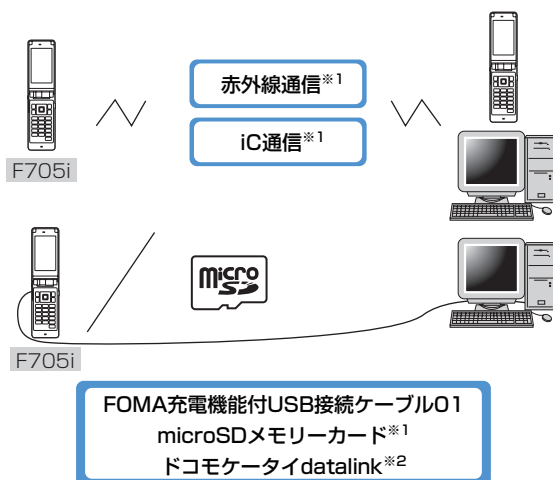 赤外線通信※1
iC通信※1
F705i
micro
SD
F705i
FOMA充電機能付USB接続ケーブル01
microSDメモリーカード※1
ドコモケータイdatalink※2